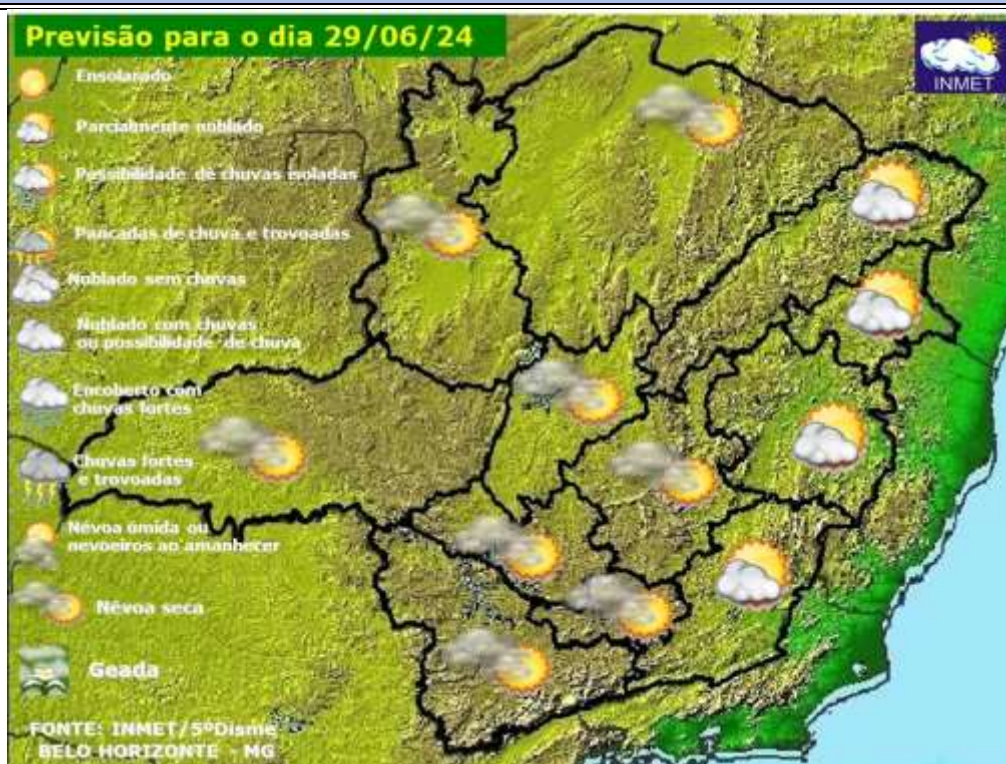 Previsão para o dia 29/06/24
INMET
Ensolarado
Parcialmente nublado
Possibilidade de chuvas isoladas
Pancadas de chuva e trovoadas
Nublado sem chuvas
Nublado com chuvas
ou possibilidade de chuva
Encoberto com
chuvas fortes
Chuvas fortes
e trovoadas
Névoa úmida ou
nevoeiros ao amanhecer
Névoa seca
Geada
FONTE: INMET/5ºDisme
BELO HORIZONTE - MG